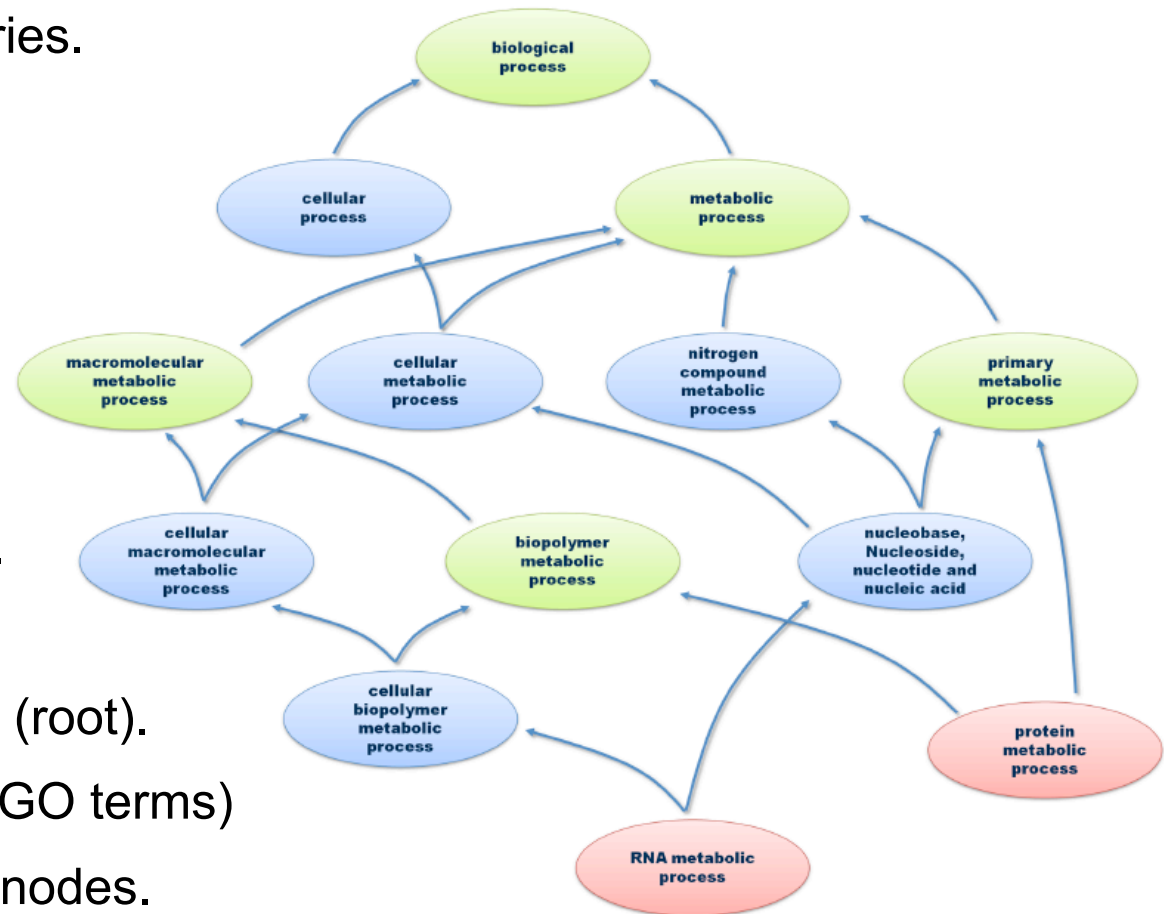 ries.
biological
process
cellular
process
metabolic
process
macromolecular
metabolic
process
cellular
metabolic
process
nitrogen
compound
metabolic
process
primary
metabolic
process
cellular
macromolecular
metabolic
process
.
biopolymer
metabolic
process
nucleobase,
Nucleoside,
nucleotide and
nucleic acid
cellular
biopolymer
metabolic
process
(root).
protein
metabolic
process
GO terms)
RNA metabolic
process
nodes.